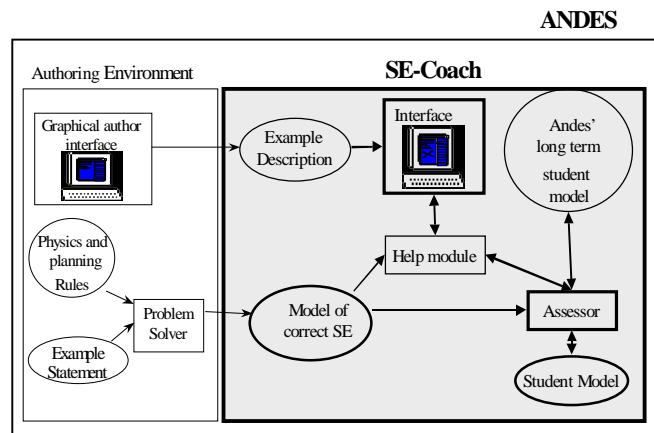 ANDES
Authoring Environment
SE-Coach
Graphical author
interface
Example
Description
Interface
Andes'
long term
student
model
Physics and
planning
Rules
Help module
Problem
Solver
Model of
correct SE
Assessor
Example
Statement
Student Model